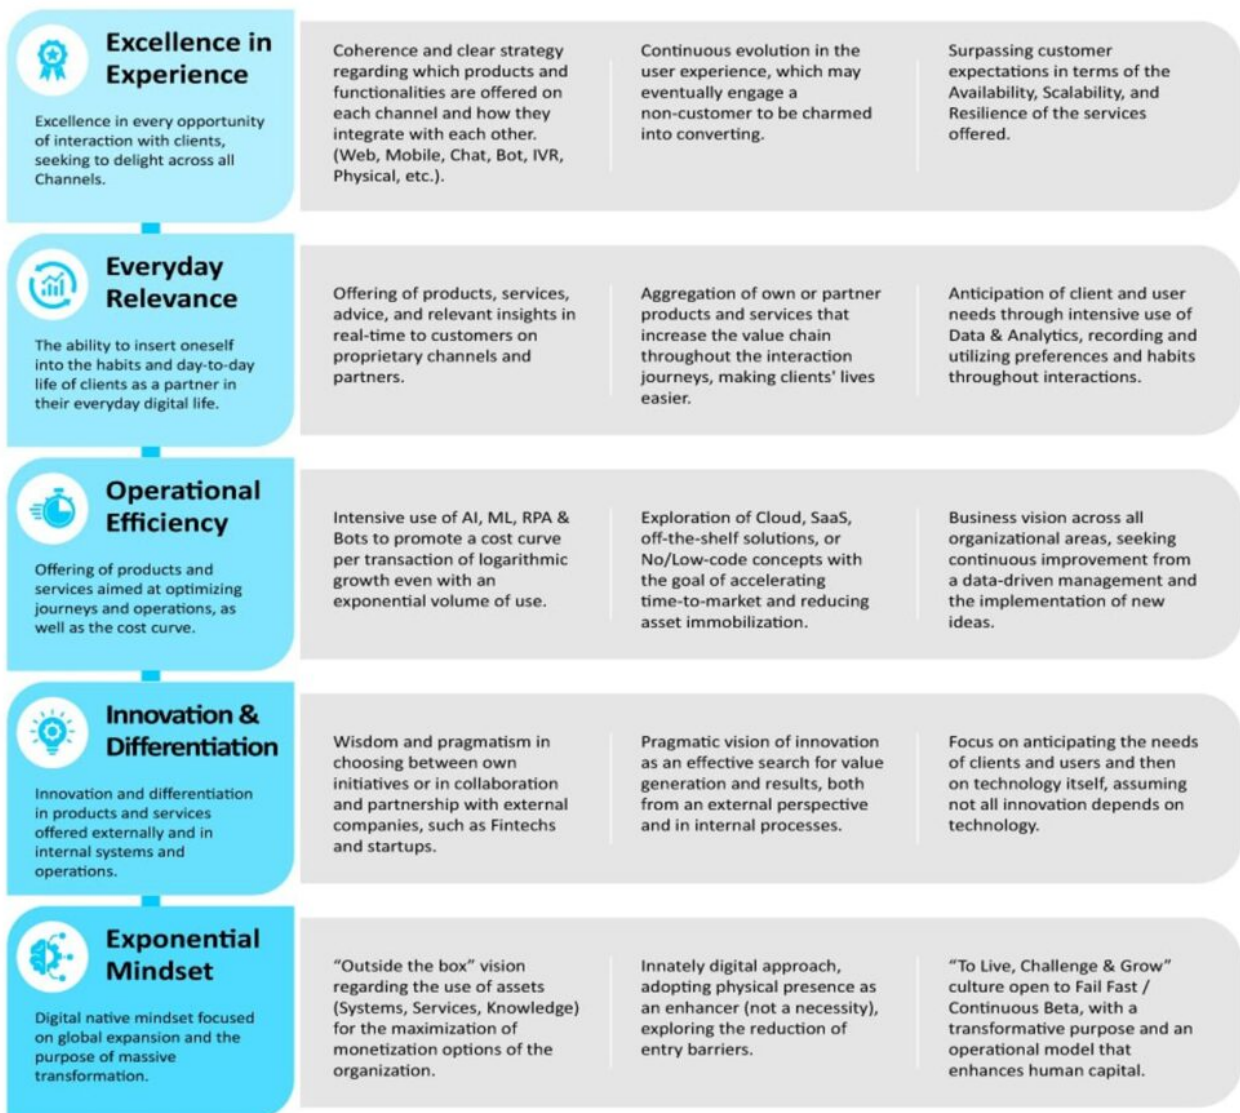 Excellence in
Experience
Excellence in every opportunity
of interaction with clients,
seeking to delight across all
Channels.
Coherence and clear strategy
regarding which products and
functionalities are offered on
each channel and how they
integrate with each other.
(Web, Mobile, Chat, Bot, IVR,
Physical, etc.).
Continuous evolution in the
user experience, which may
eventually engage a
non-customer to be charmed
into converting.
Surpassing customer
expectations in terms of the
Availability, Scalability, and
Resilience of the services
offered.
Everyday
Relevance
The ability to insert oneself
into the habits and day-to-day
life of clients as a partner in
their everyday digital life.
Offering of products, services,
advice, and relevant insights in
real-time to customers on
proprietary channels and
partners.
Aggregation of own or partner
products and services that
increase the value chain
throughout the interaction
journeys, making clients' lives
easier.
Anticipation of client and user
needs through intensive use of
Data & Analytics, recording and
utilizing preferences and habits
throughout interactions.
Operational
Efficiency
Offering of products and
services aimed at optimizing
journeys and operations, as
well as the cost curve.
Intensive use of AI, ML, RPA &
Bots to promote a cost curve
per transaction of logarithmic
growth even with an
exponential volume of use.
Exploration of Cloud, SaaS,
off-the-shelf solutions, or
No/Low-code concepts with
the goal of accelerating
time-to-market and reducing
asset immobilization.
Business vision across all
organizational areas, seeking
continuous improvement from
a data-driven management and
the implementation of new
ideas.
Innovation &
Differentiation
Innovation and differentiation
in products and services
offered externally and in
internal systems and
operations.
Wisdom and pragmatism in
choosing between own
initiatives or in collaboration
and partnership with external
companies, such as Fintechs
and startups.
Pragmatic vision of innovation
as an effective search for value
generation and results, both
from an external perspective
and in internal processes.
Focus on anticipating the needs
of clients and users and then
on technology itself, assuming
not all innovation depends on
technology.
Exponential
Mindset
Digital native mindset focused
on global expansion and the
purpose of massive
transformation.
“Outside the box” vision
regarding the use of assets
(Systems, Services, Knowledge)
for the maximization of
monetization options of the
organization.
Innately digital approach,
adopting physical presence as
an enhancer (not a necessity),
exploring the reduction of
entry barriers.
“To Live, Challenge & Grow”
culture open to Fail Fast /
Continuous Beta, with a
transformative purpose and an
operational model that
enhances human capital.